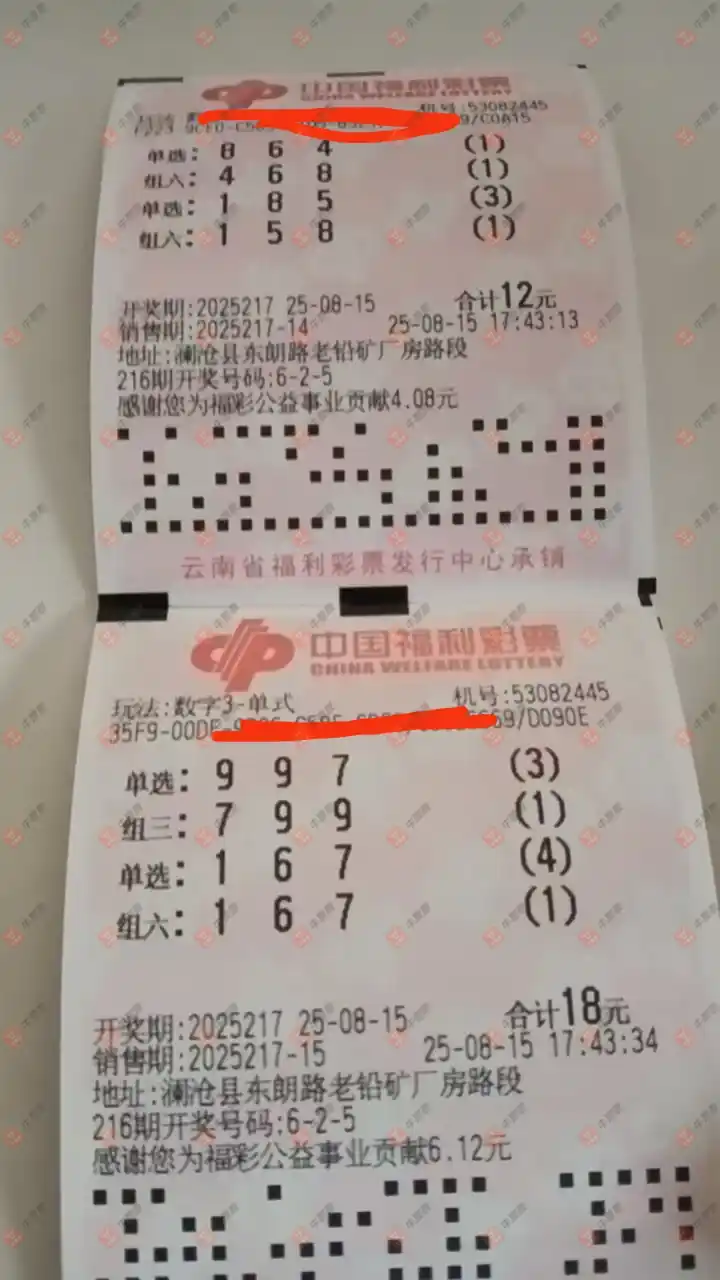 中国福利彩票
CHINA WELFARE LOTTERY
机号:53082445
单选: 8 6 4 (1)
组六: 4 6 8 (1)
单选: 1 8 5 (3)
组六: 1 5 8 (1)
开奖期:2025217 25-08-15 合计12元
销售期:2025217-14 25-08-15 17:43:13
地址:澜沧县东朗路老铅矿厂房路段
216期开奖号码:6-2-5
感谢您为福彩公益事业贡献4.08元
云南省福利彩票发行中心承销
中国福利彩票
CHINA WELFARE LOTTERY
玩法:数字3-单式 机号:53082445
35F9-00DE 69/D090E
单选: 9 9 7 (3)
组三: 7 9 9 (1)
单选: 1 6 7 (4)
组六: 1 6 7 (1)
开奖期:2025217 25-08-15 合计18元
销售期:2025217-15 25-08-15 17:43:34
地址:澜沧县东朗路老铅矿厂房路段
216期开奖号码:6-2-5
感谢您为福彩公益事业贡献6.12元